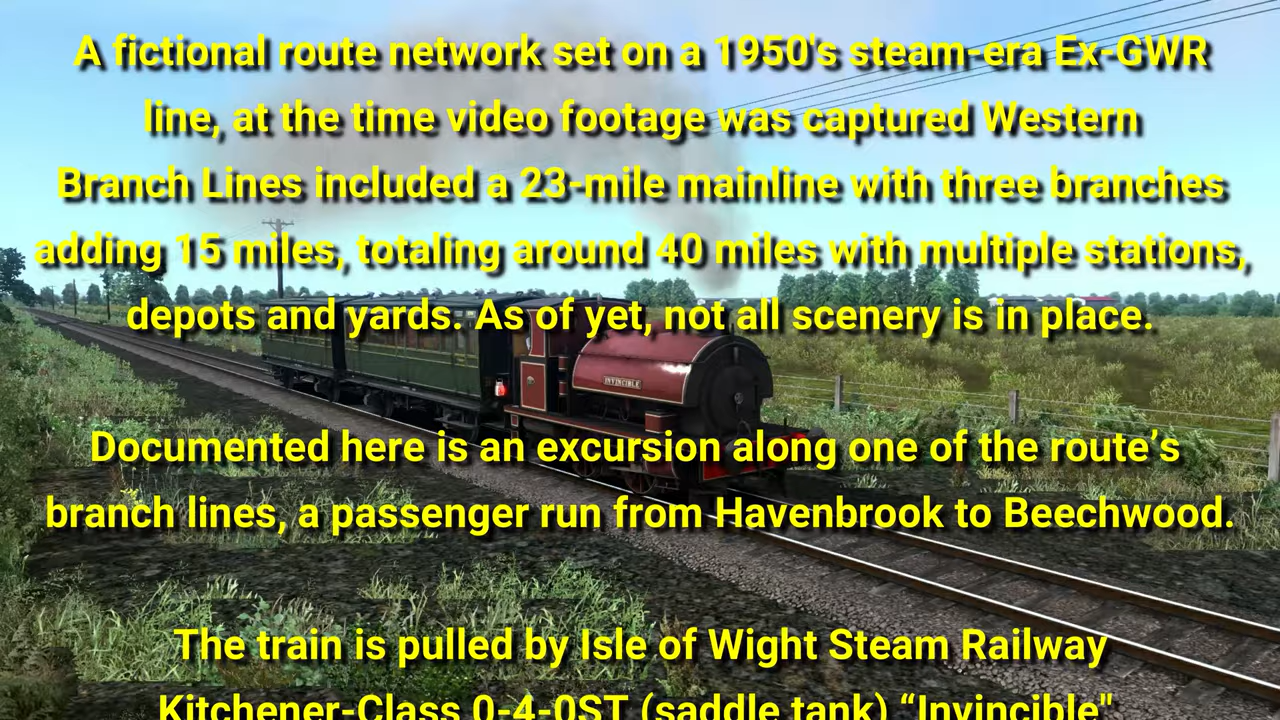 A fictional route network set on a 1950's steam-era Ex-GWR
line, at the time video footage was captured Western
Branch Lines included a 23-mile mainline with three branches
adding 15 miles, totaling around 40 miles with multiple stations,
depots and yards. As of yet, not all scenery is in place.
INVINCIBLE
Documented here is an excursion along one of the route’s
branch lines, a passenger run from Havenbrook to Beechwood.
The train is pulled by Isle of Wight Steam Railway
Kitchener-Class 0-4-0ST (saddle tank) “Invincible"